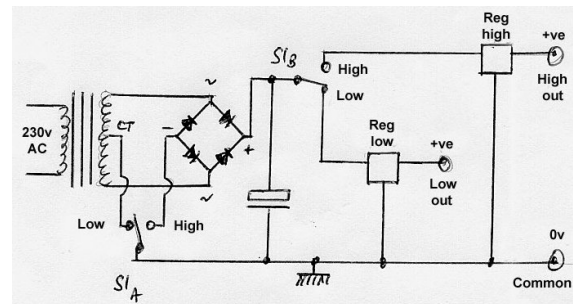 Reg
high
+ve
High
out
S1B
High
Low
~
230v
AC
CT
−
+
Reg
low
+ve
Low
out
~
Low
High
S1A
0v
Common